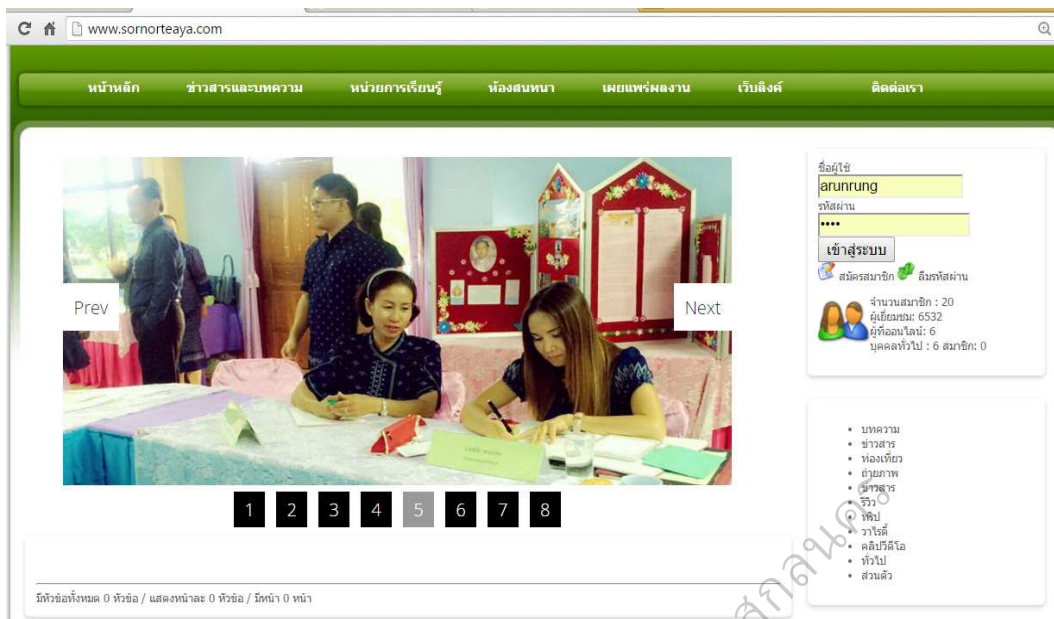 www.sornorteaya.com
หน้าหลัก ข่าวสารและบทความ หน่วยการเรียนรู้ ห้องสนทนา เผยแพร่ผลงาน เว็บลิงค์ ติดต่อเรา
ชื่อผู้ใช้
arunrung
รหัสผ่าน
••••
เข้าสู่ระบบ
สมัครสมาชิก ลืมรหัสผ่าน
จำนวนสมาชิก : 20
ผู้เยี่ยมชม: 6532
ผู้ที่ออนไลน์: 6
บุคคลทั่วไป : 6 สมาชิก: 0
Prev
Next
1 2 3 4 5 6 7 8
• บทความ
• ข่าวสาร
• ท่องเที่ยว
• ถ่ายภาพ
• ข่าวสาร
• รีวิว
• ทิป
• วาไรตี้
• คลิปวีดีโอ
• ทั่วไป
• ส่วนตัว
มีหัวข้อทั้งหมด 0 หัวข้อ / แสดงหน้าละ 0 หัวข้อ / มีหน้า 0 หน้า